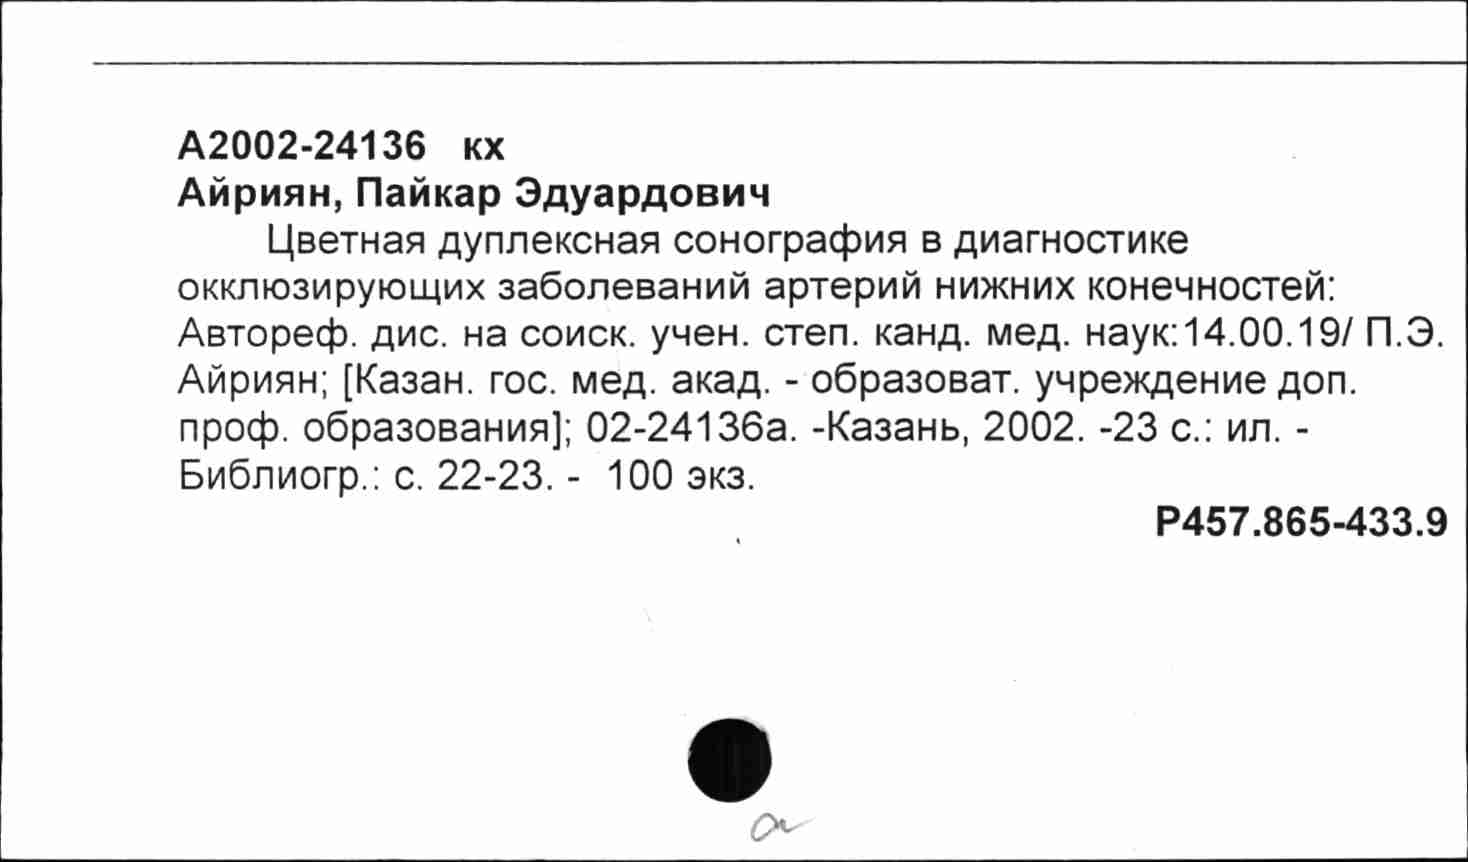 А2002-24136 кх
Айриян, Пайкар Эдуардович
Цветная дуплексная сонография в диагностике
окклюзирующих заболеваний артерий нижних конечностей:
Автореф. дис. на соиск. учен. степ. канд. мед. наук:14.00.19/ П.Э.
Айриян; [Казан. гос. мед. акад. - образоват. учреждение доп.
проф. образования]; 02-24136а. -Казань, 2002. -23 с.: ил. -
Библиогр.: с. 22-23. - 100 экз.
Р457.865-433.9